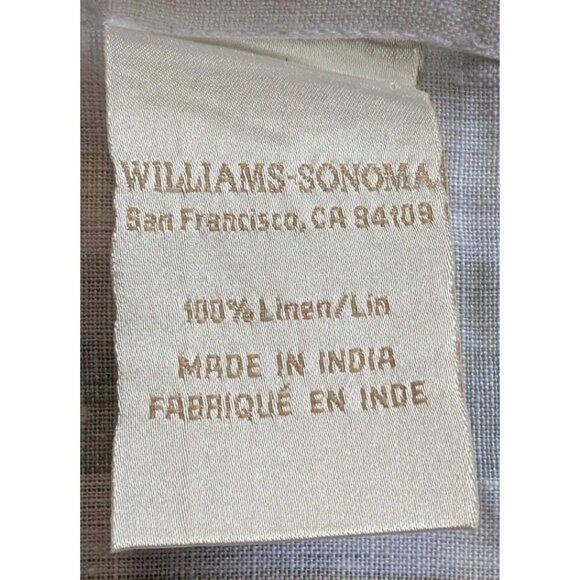 WILLIAMS-SONOMA
San Francisco, CA 94109
100% Linen/Lin
MADE IN INDIA
FABRIQUÉ EN INDE